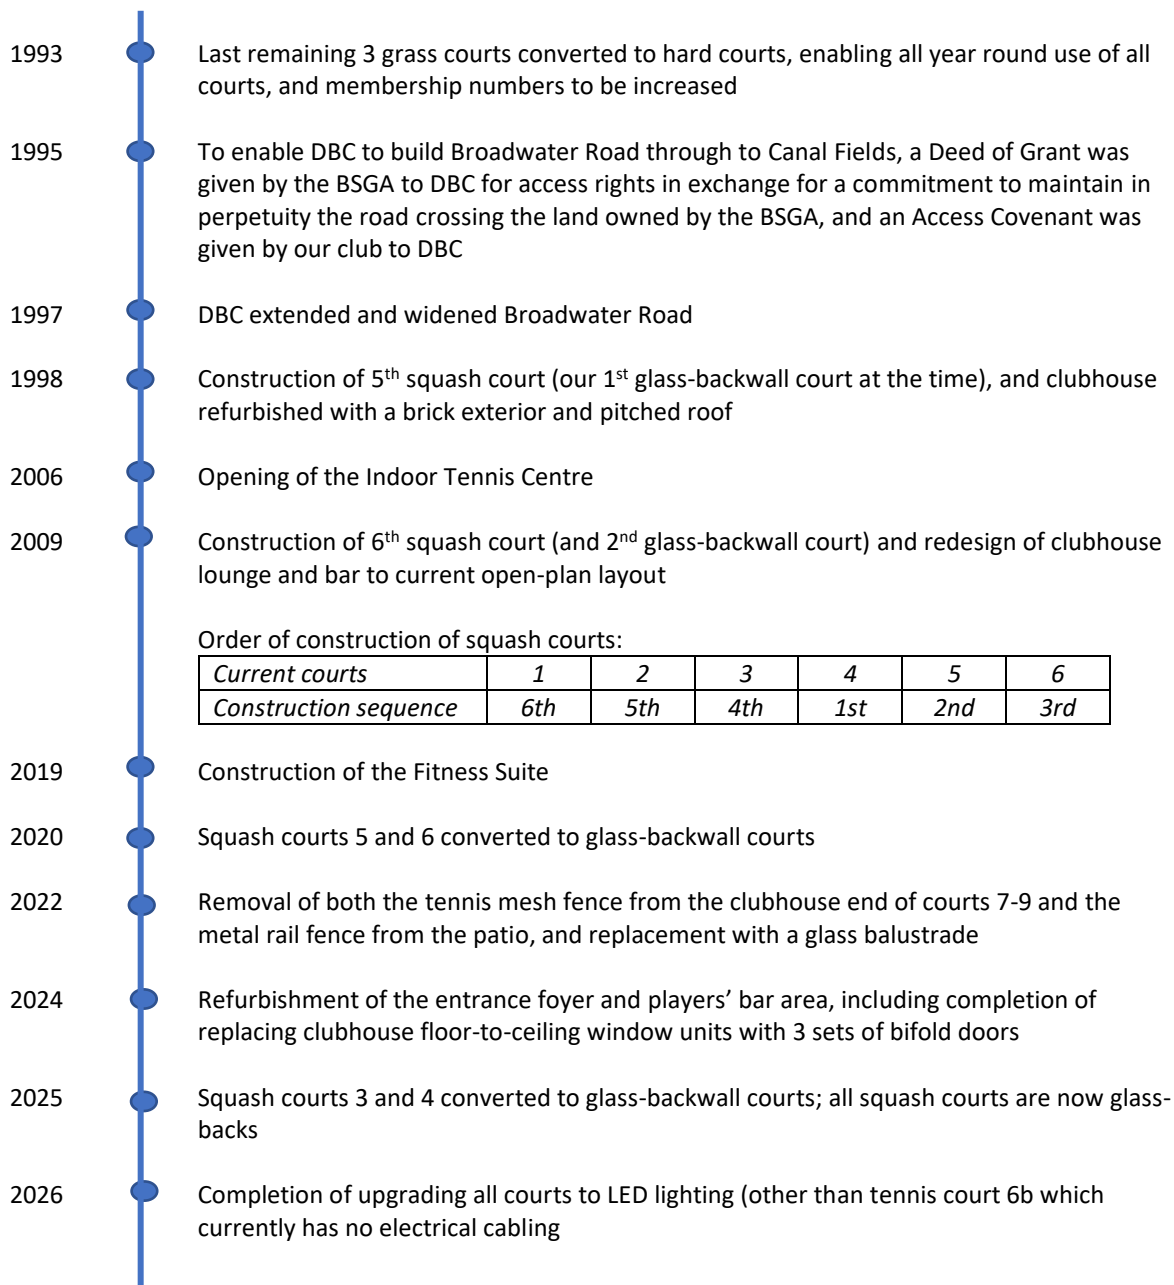 1993 Last remaining 3 grass courts converted to hard courts, enabling all year round use of all
courts, and membership numbers to be increased
1995 To enable DBC to build Broadwater Road through to Canal Fields, a Deed of Grant was
given by the BSGA to DBC for access rights in exchange for a commitment to maintain in
perpetuity the road crossing the land owned by the BSGA, and an Access Covenant was
given by our club to DBC
1997 DBC extended and widened Broadwater Road
1998 Construction of 5th squash court (our 1st glass-backwall court at the time), and clubhouse
refurbished with a brick exterior and pitched roof
2006 Opening of the Indoor Tennis Centre
2009 Construction of 6th squash court (and 2nd glass-backwall court) and redesign of clubhouse
lounge and bar to current open-plan layout
Order of construction of squash courts:
Current courts 1 2 3 4 5 6
Construction sequence 6th 5th 4th 1st 2nd 3rd
2019 Construction of the Fitness Suite
2020 Squash courts 5 and 6 converted to glass-backwall courts
2022 Removal of both the tennis mesh fence from the clubhouse end of courts 7-9 and the
metal rail fence from the patio, and replacement with a glass balustrade
2024 Refurbishment of the entrance foyer and players’ bar area, including completion of
replacing clubhouse floor-to-ceiling window units with 3 sets of bifold doors
2025 Squash courts 3 and 4 converted to glass-backwall courts; all squash courts are now glass-
backs
2026 Completion of upgrading all courts to LED lighting (other than tennis court 6b which
currently has no electrical cabling